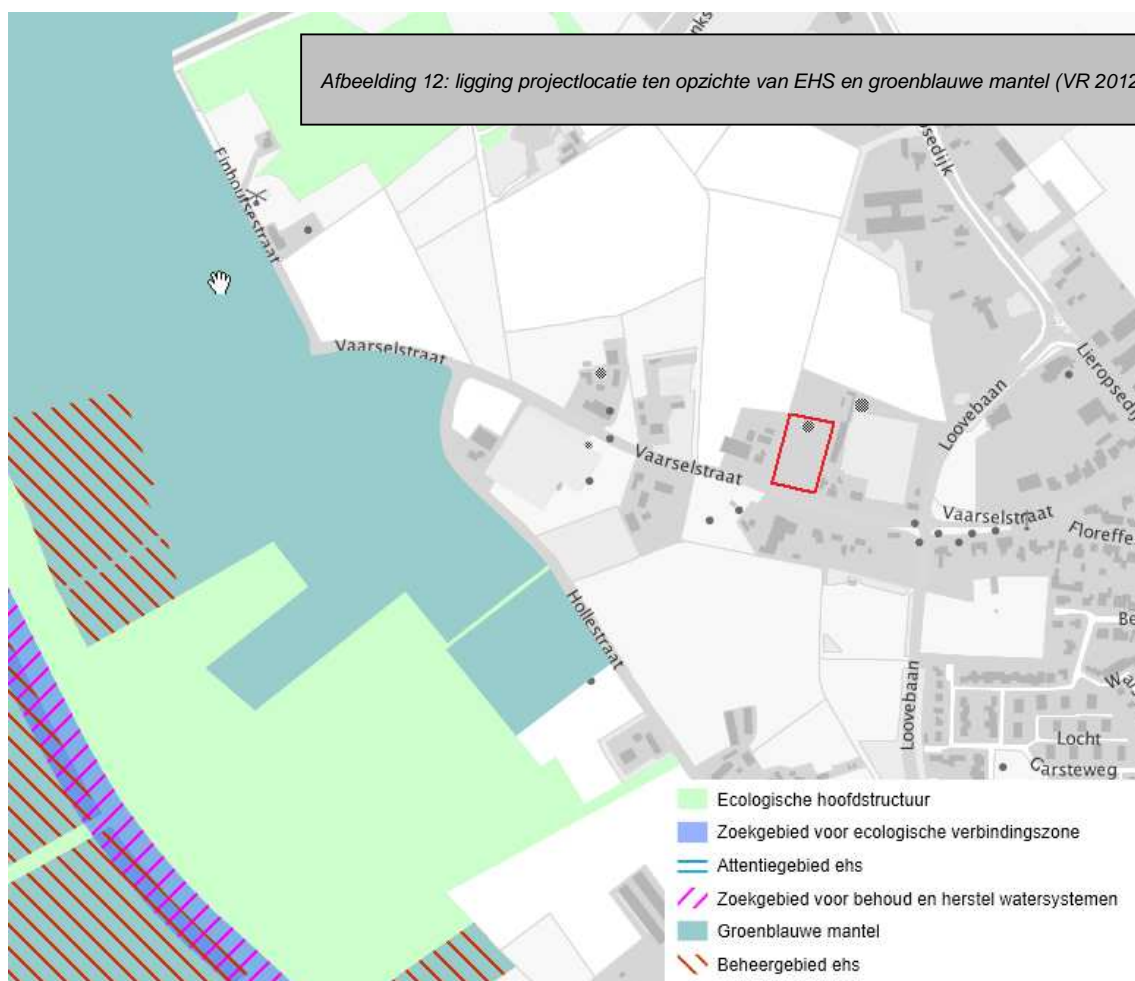 Afbeelding 12: ligging projectlocatie ten opzichte van EHS en groenblauwe mantel (VR 2012
Einhoutsestraat
Vaarselstraat
Vaarselstraat
Loovebaan
Lieropsedij
Vaarselstraat
Hollestraat
Loovebaan
Locht
Carsteweg
Ecologische hoofdstructuur
Zoekgebied voor ecologische verbindingszone
Attentiegebied ehs
Zoekgebied voor behoud en herstel watersystemen
Groenblauwe mantel
Beheergebied ehs